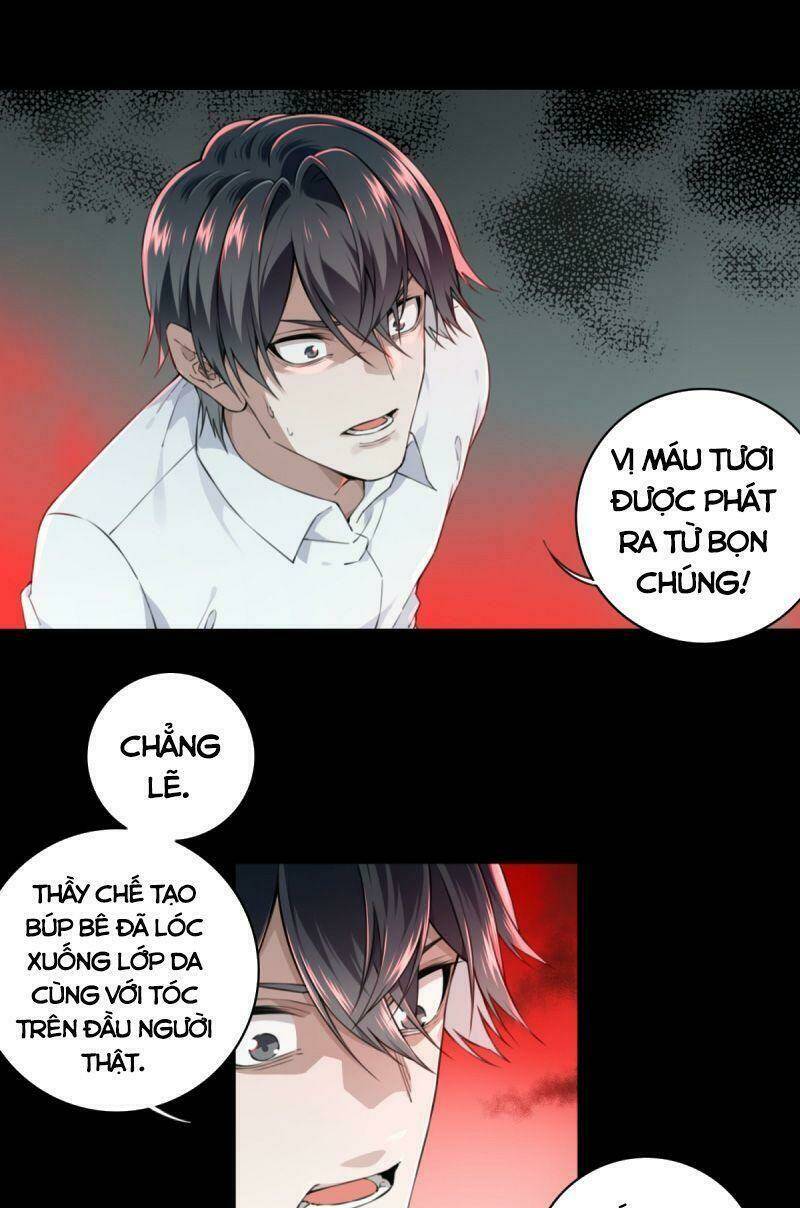 VỊ MÁU TƯƠI
ĐƯỢC PHÁT
RA TỪ BỌN
CHÚNG!
CHẲNG
LẼ.
THẦY CHẾ TẠO
BÚP BÊ ĐÃ LÓC
XUỐNG LỚP DA
CÙNG VỚI TÓC
TRÊN ĐẦU NGƯỜI
THẬT.